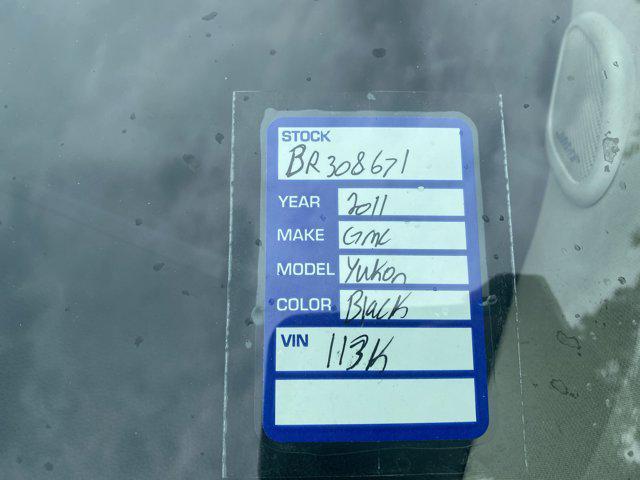 STOCK
BR308671
YEAR 2011
MAKE GMC
MODEL Yukon
COLOR Black
VIN 113K